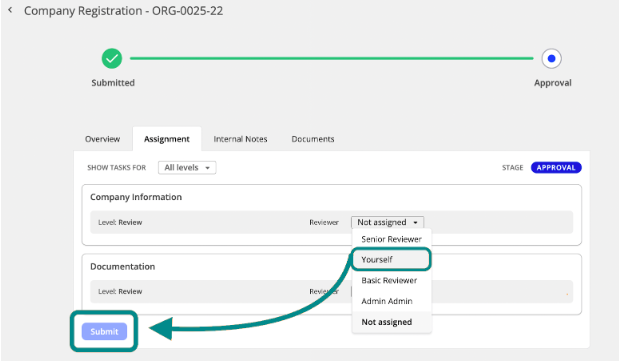 < Company Registration - ORG-0025-22
Submitted
Approval
Overview Assignment Internal Notes Documents
SHOW TASKS FOR All levels STAGE APPROVAL
Company Information
Level: Review Reviewer Not assigned
Senior Reviewer
Yourself
Basic Reviewer
Admin Admin
Not assigned
Documentation
Level: Review Reviewer
Submit